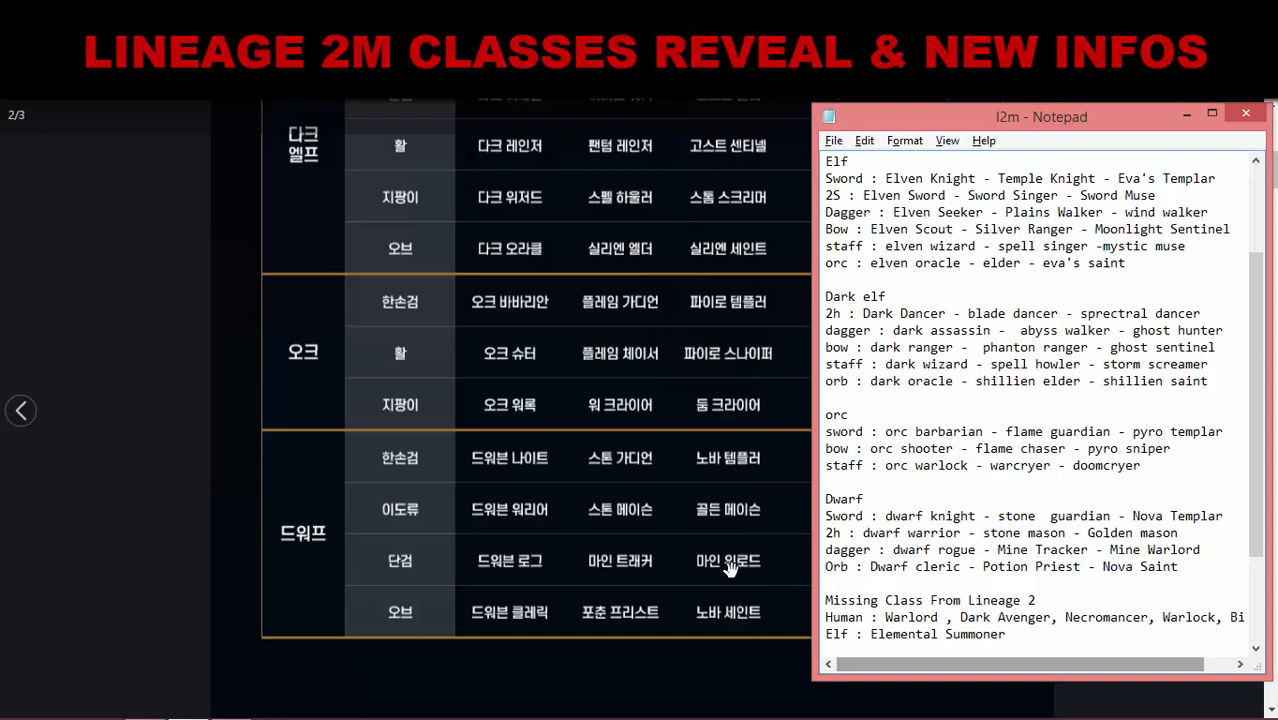 LINEAGE 2M CLASSES REVEAL & NEW INFOS
2/3
다크
엘프
활 다크 레인저 팬텀 레인저 고스트 센티넬
지팡이 다크 위저드 스펠 하울러 스톰 스크리머
오브 다크 오라클 실리엔 엘더 실리엔 세인트
오크
한손검 오크 바바리안 플레임 가디언 파이로 템플러
활 오크 슈터 플레임 체이서 파이로 스나이퍼
지팡이 오크 워록 워 크라이어 둠 크라이어
드워프
한손검 드워븐 나이트 스톤 가디언 노바 템플러
이도류 드워븐 워리어 스톤 메이슨 골든 메이슨
단검 드워븐 로그 마인 트래커 마인
오브 드워븐 클레릭 포춘 프리스트 노바 세인트
l2m - Notepad
File Edit Format View Help
Elf
Sword : Elven Knight - Temple Knight - Eva's Templar
2S : Elven Sword - Sword Singer - Sword Muse
Dagger : Elven Seeker - Plains Walker - wind walker
Bow : Elven Scout - Silver Ranger - Moonlight Sentinel
staff : elven wizard - spell singer -mystic muse
orc : elven oracle - elder - eva's saint
Dark elf
2h : Dark Dancer - blade dancer - sprectral dancer
dagger : dark assassin -  abyss walker - ghost hunter
bow : dark ranger -  phanton ranger - ghost sentinel
staff : dark wizard - spell howler - storm screamer
orb : dark oracle - shillien elder - shillien saint
orc
sword : orc barbarian - flame guardian - pyro templar
bow : orc shooter - flame chaser - pyro sniper
staff : orc warlock - warcryer - doomcryer
Dwarf
Sword : dwarf knight - stone  guardian - Nova Templar
2h : dwarf warrior - stone mason - Golden mason
dagger : dwarf rogue - Mine Tracker - Mine Warlord
Orb : Dwarf cleric - Potion Priest - Nova Saint
Missing Class From Lineage 2
Human : Warlord , Dark Avenger, Necromancer, Warlock, Bi
Elf : Elemental Summoner